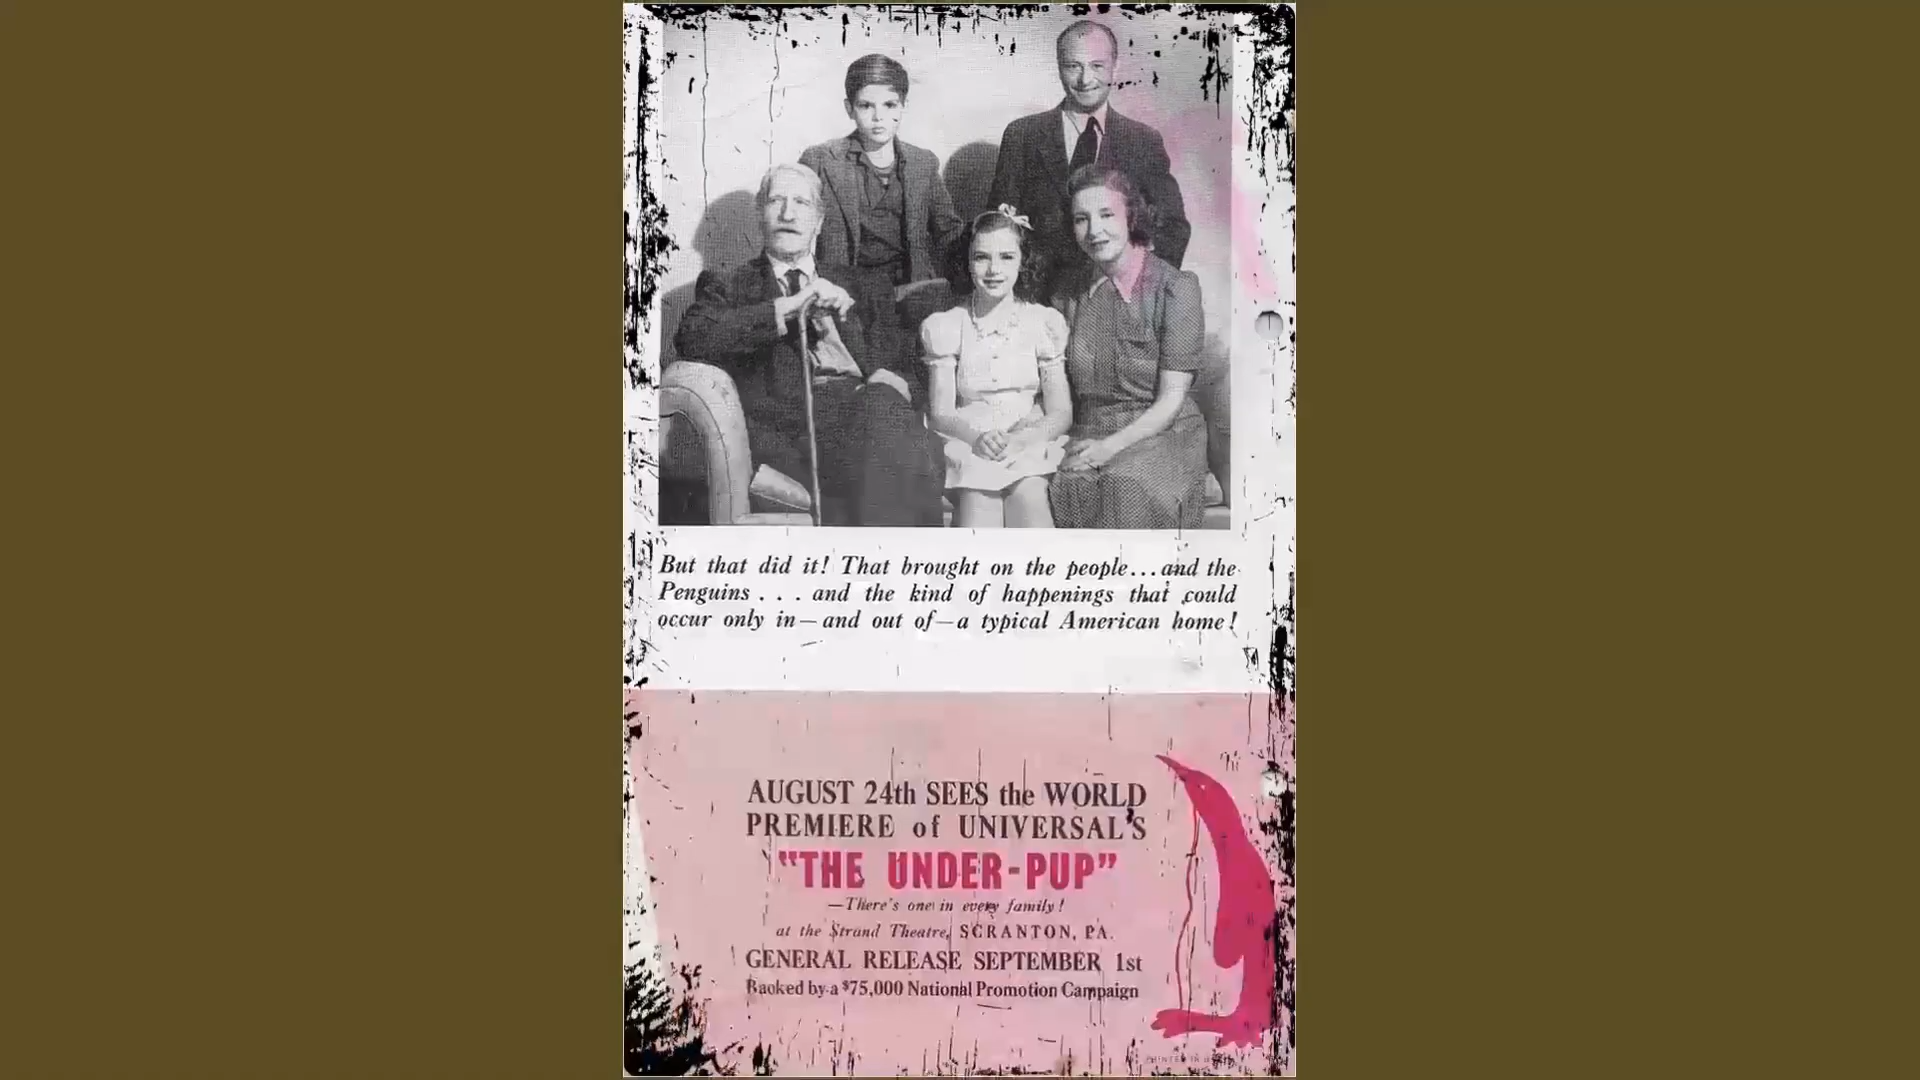 But that did it! That brought on the people...and the
Penguins . . . and the kind of happenings that could
occur only in—and out of—a typical American home!
AUGUST 24th SEES the WORLD
PREMIERE of UNIVERSAL'S
"THE UNDER-PUP"
—There's one in every family!
at the Strand Theatre, SCRANTON, PA.
GENERAL RELEASE SEPTEMBER 1st
Backed by a $75,000 National Promotion Campaign
PRINTED IN